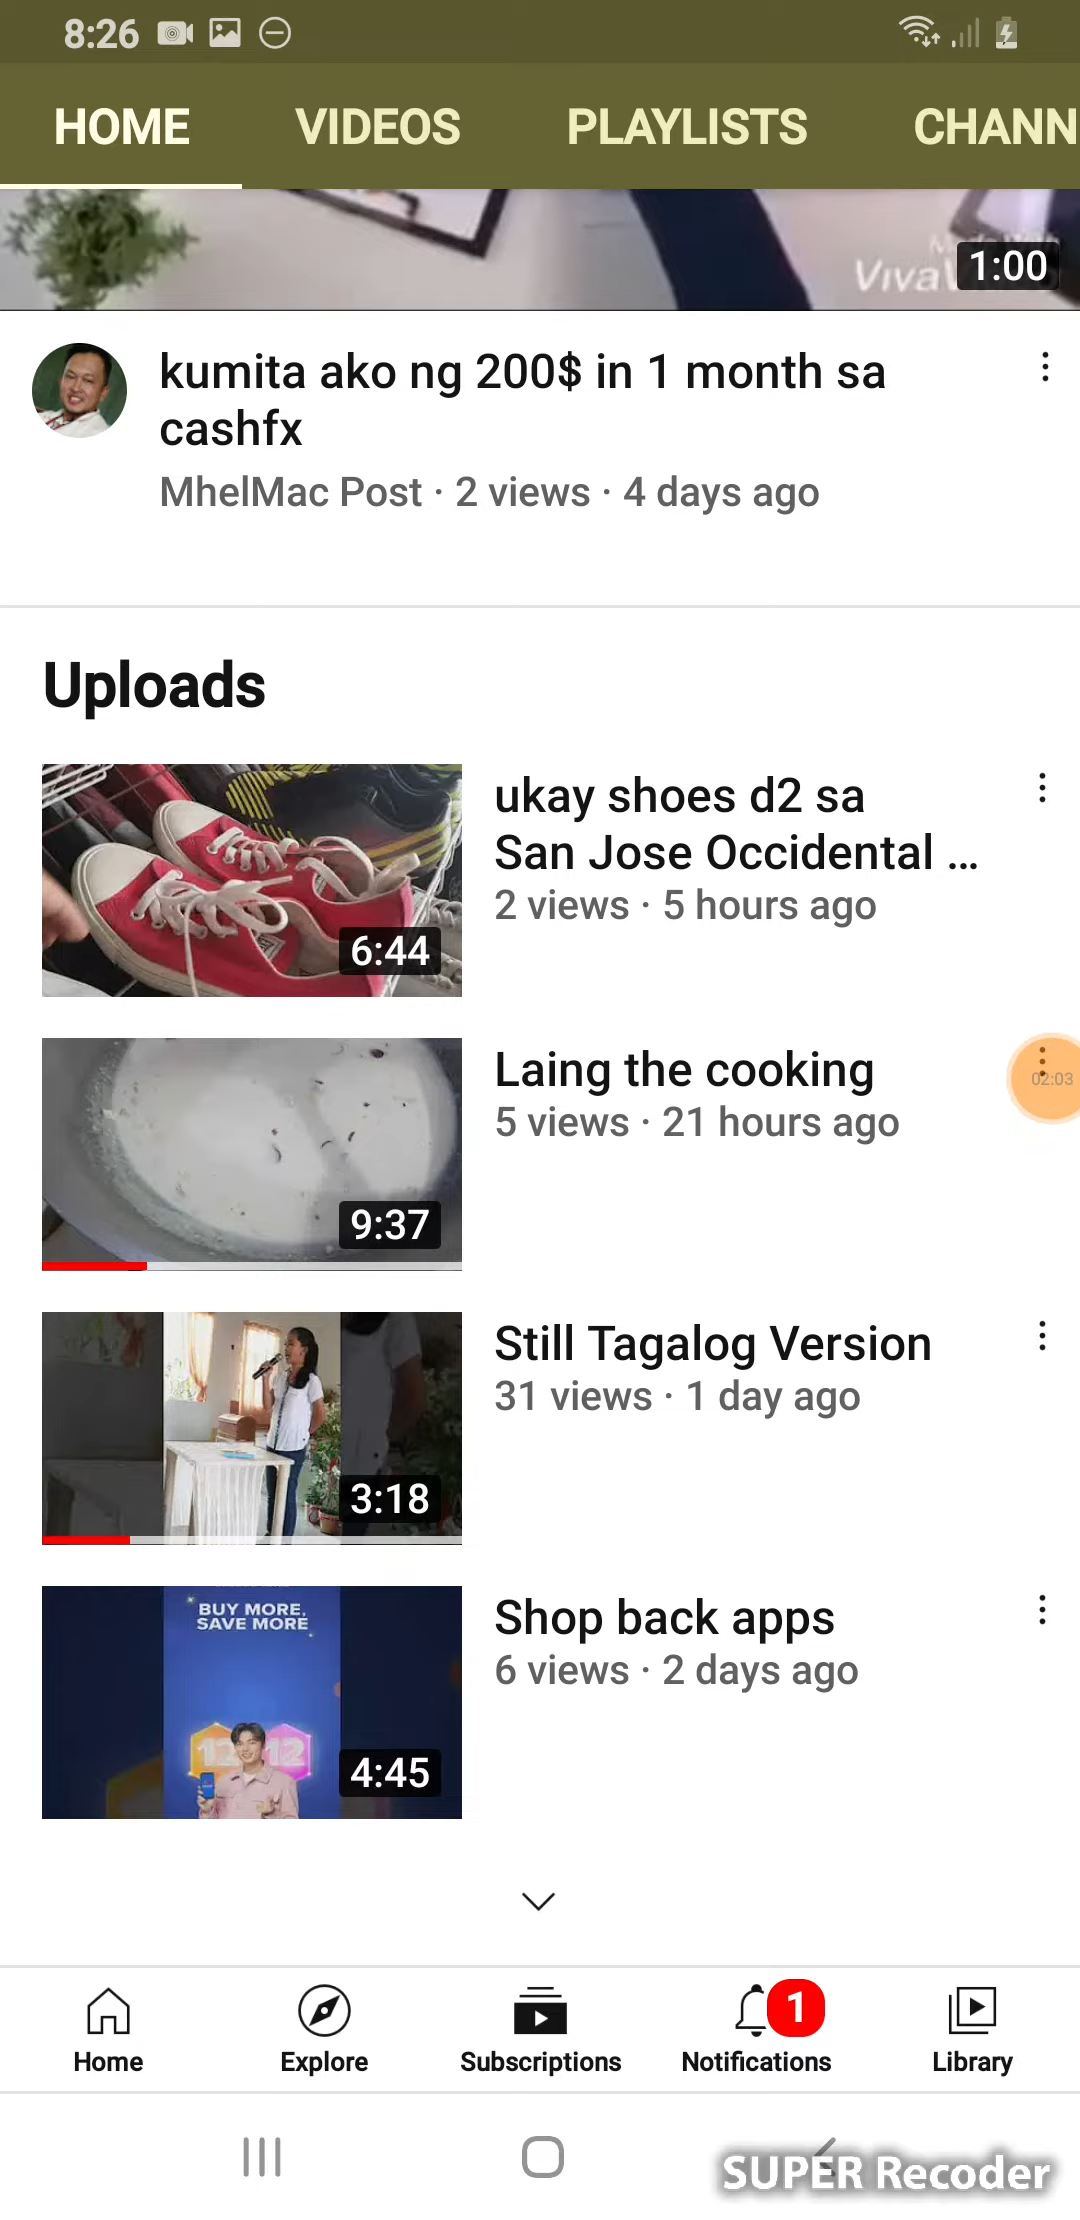 8:26
HOME VIDEOS PLAYLISTS CHANN
Viva
1:00
kumita ako ng 200$ in 1 month sa
cashfx
MhelMac Post · 2 views · 4 days ago
Uploads
ukay shoes d2 sa
San Jose Occidental ...
2 views · 5 hours ago
6:44
Laing the cooking
5 views · 21 hours ago
02:03
9:37
Still Tagalog Version
31 views · 1 day ago
3:18
BUY MORE,
SAVE MORE
12 12
Shop back apps
6 views · 2 days ago
4:45
1
Home Explore Subscriptions Notifications Library
SUPER Recoder